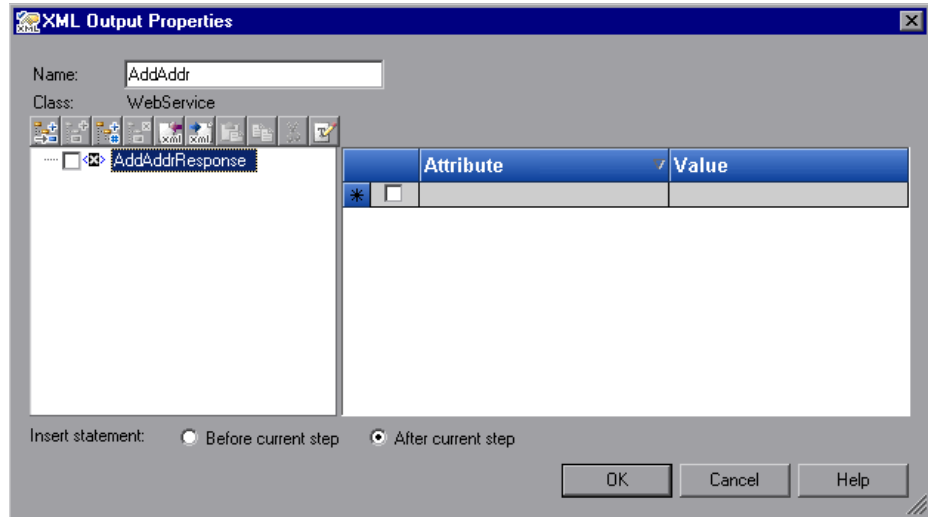 XML Output Properties
Name: AddAddr
Class: WebService
AddAddrResponse
Attribute Value
Insert statement: Before current step After current step
OK Cancel Help